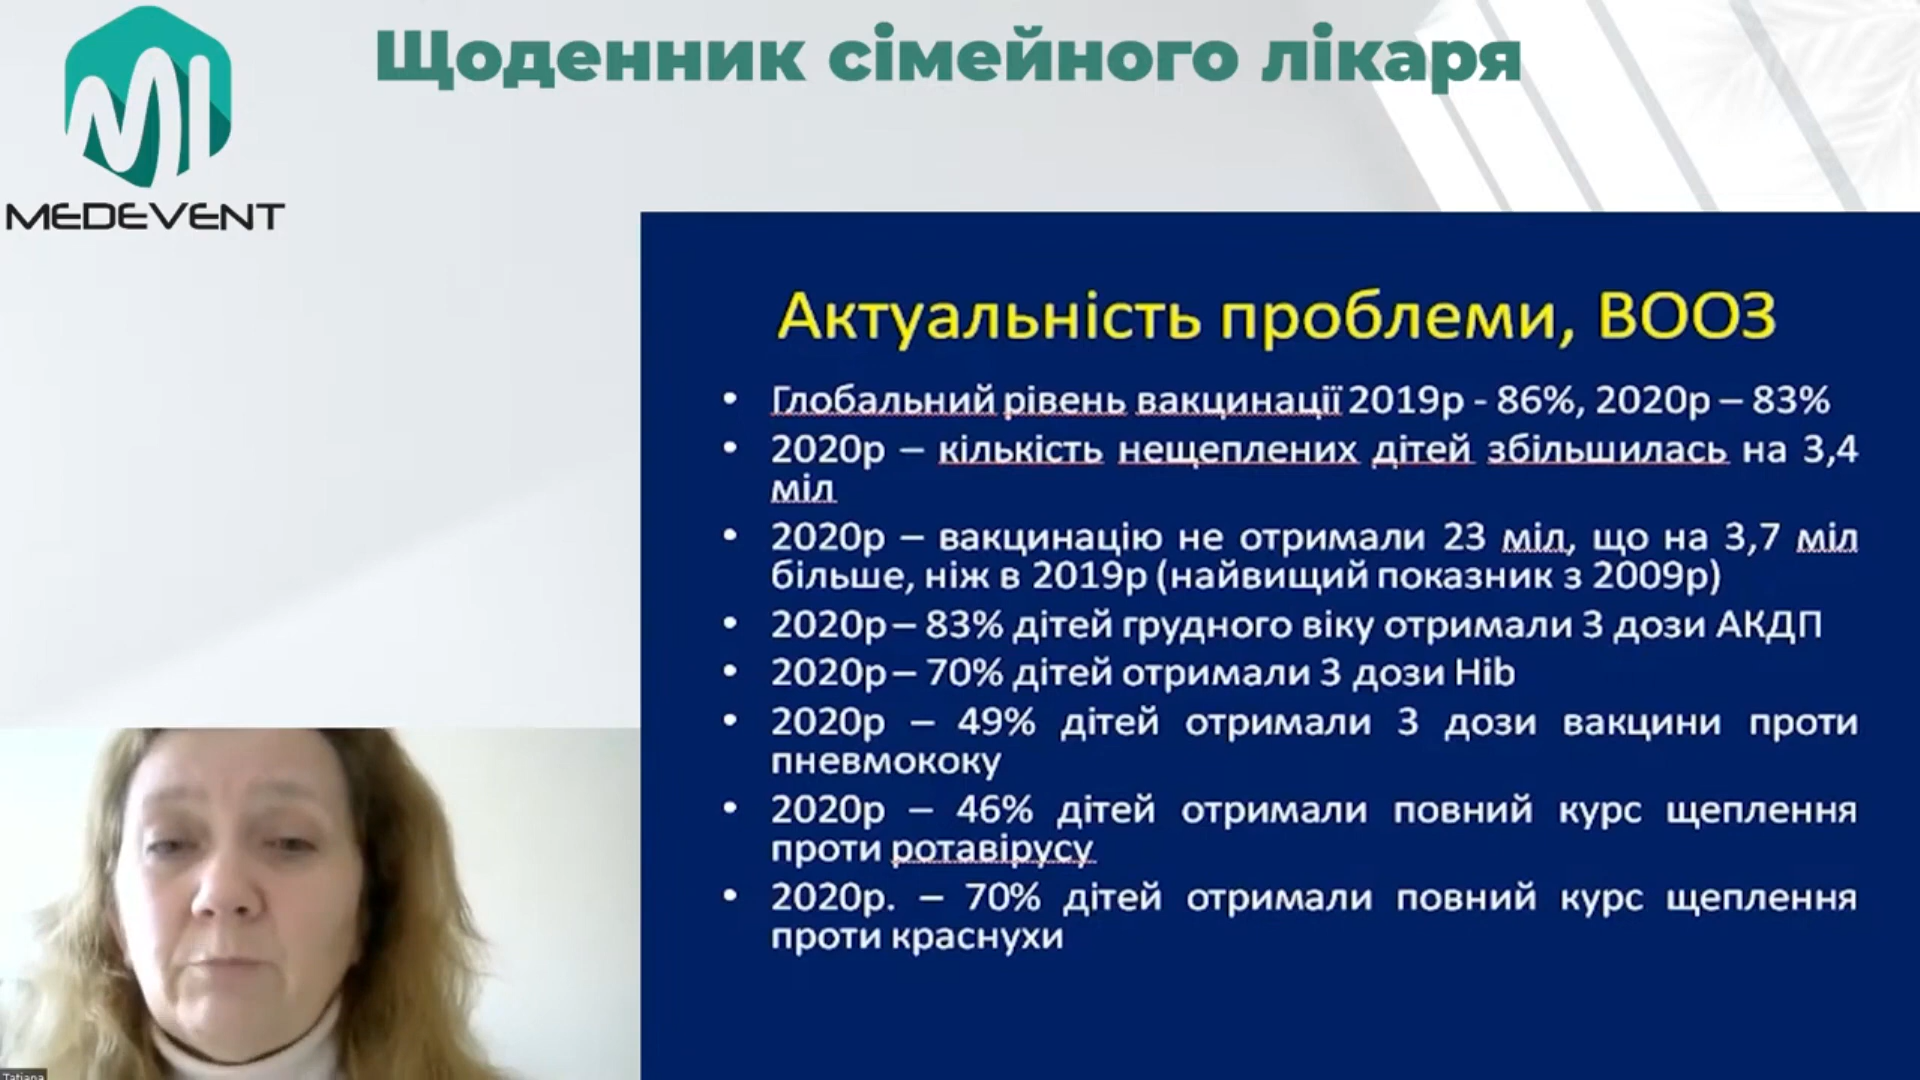 Щоденник сімейного лікаря
MEDEVENT
Актуальність проблеми, ВООЗ
• Глобальний рівень вакцинації 2019р - 86%, 2020р – 83%
• 2020р – кількість нещеплених дітей збільшилась на 3,4
міл
• 2020р – вакцинацію не отримали 23 міл, що на 3,7 міл
більше, ніж в 2019р (найвищий показник з 2009р)
• 2020р – 83% дітей грудного віку отримали 3 дози АКДП
• 2020р – 70% дітей отримали 3 дози Hib
• 2020р – 49% дітей отримали 3 дози вакцини проти
пневмококу
• 2020р – 46% дітей отримали повний курс щеплення
проти ротавірусу
• 2020р. – 70% дітей отримали повний курс щеплення
проти краснухи
Tatiana